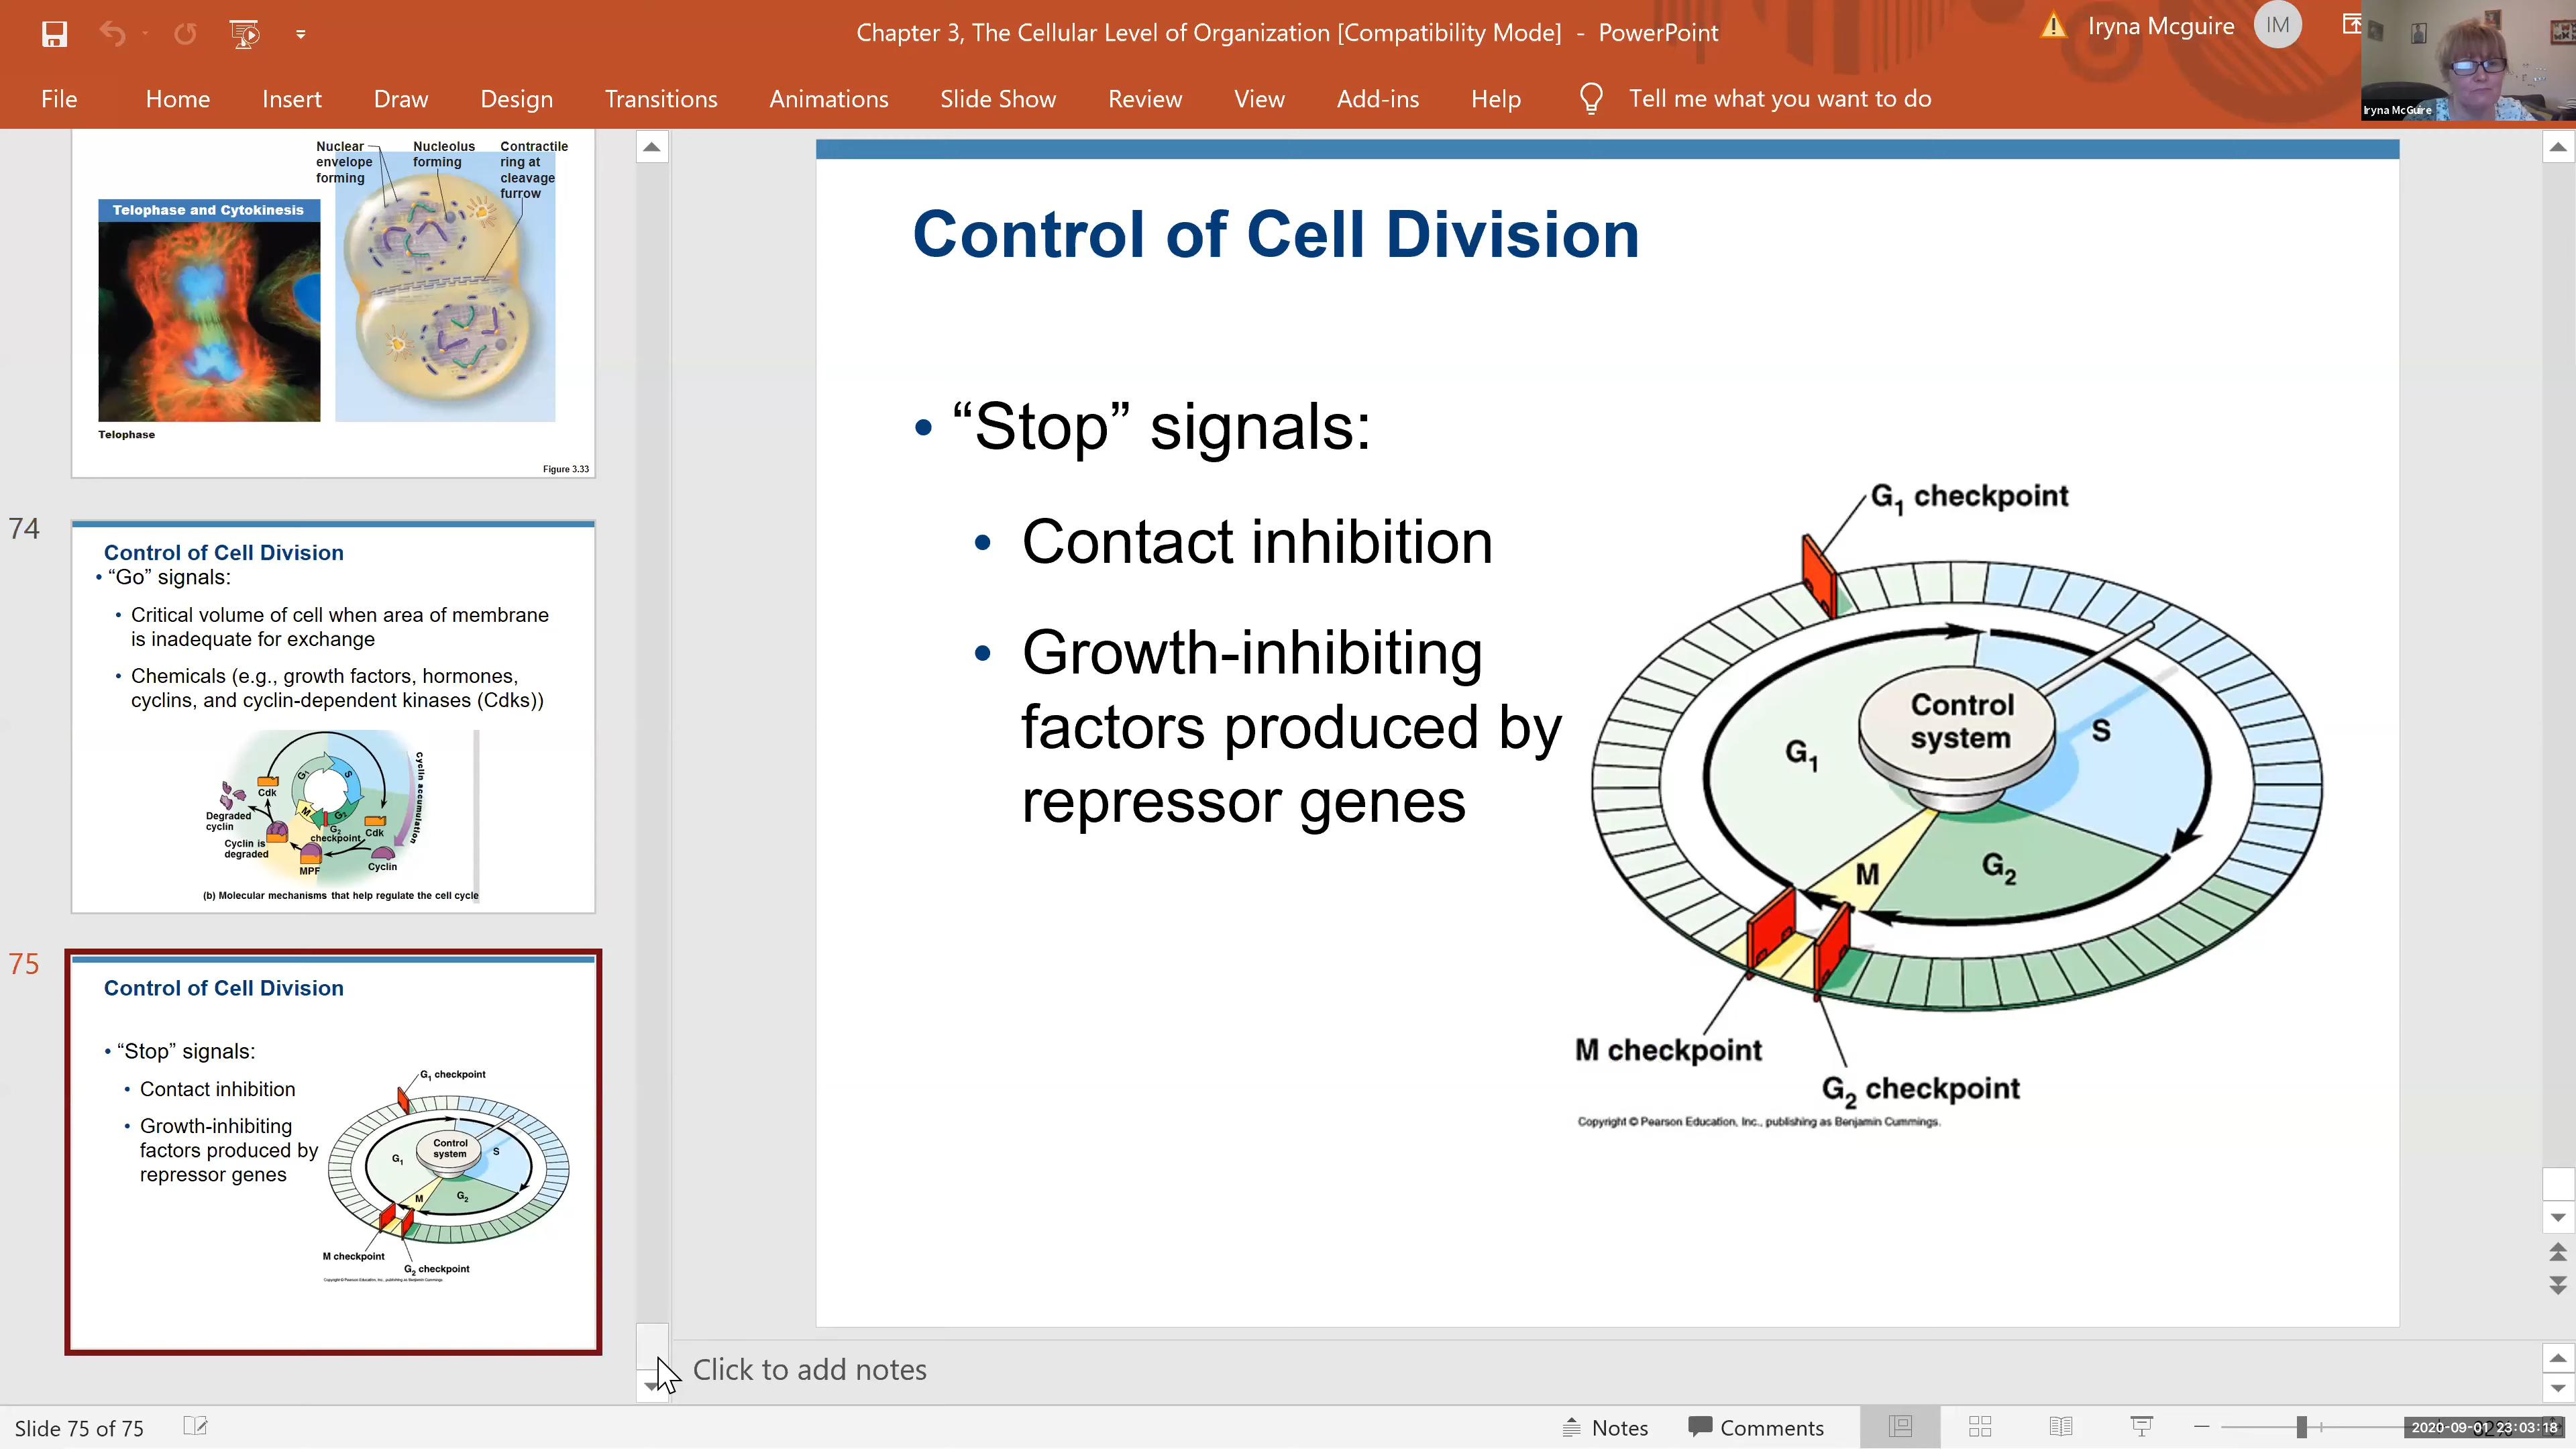 Chapter 3, The Cellular Level of Organization [Compatibility Mode] - PowerPoint
Iryna Mcguire
IM
Iryna McGuire
File Home Insert Draw Design Transitions Animations Slide Show Review View Add-ins Help Tell me what you want to do
Nuclear
envelope
forming
Nucleolus
forming
Contractile
ring at
cleavage
furrow
Telophase and Cytokinesis
Telophase
Figure 3.33
74
Control of Cell Division
• “Go” signals:
• Critical volume of cell when area of membrane
is inadequate for exchange
• Chemicals (e.g., growth factors, hormones,
cyclins, and cyclin-dependent kinases (Cdks))
G1
S
M
G2
G2
checkpoint
Cdk
Degraded
cyclin
Cyclin is
degraded
MPF
Cdk
Cyclin
Cyclin accumulation
(b) Molecular mechanisms that help regulate the cell cycle
75
Control of Cell Division
• “Stop” signals:
• Contact inhibition
• Growth-inhibiting
factors produced by
repressor genes
G1 checkpoint
Control
system
G1
S
M
G2
M checkpoint
G2 checkpoint
Copyright © Pearson Education, Inc., publishing as Benjamin Cummings.
Control of Cell Division
• “Stop” signals:
• Contact inhibition
• Growth-inhibiting
factors produced by
repressor genes
G1 checkpoint
Control
system
G1
S
M
G2
M checkpoint
G2 checkpoint
Copyright © Pearson Education, Inc., publishing as Benjamin Cummings.
Click to add notes
Slide 75 of 75
Notes
Comments
2020-09-01 23:03:18